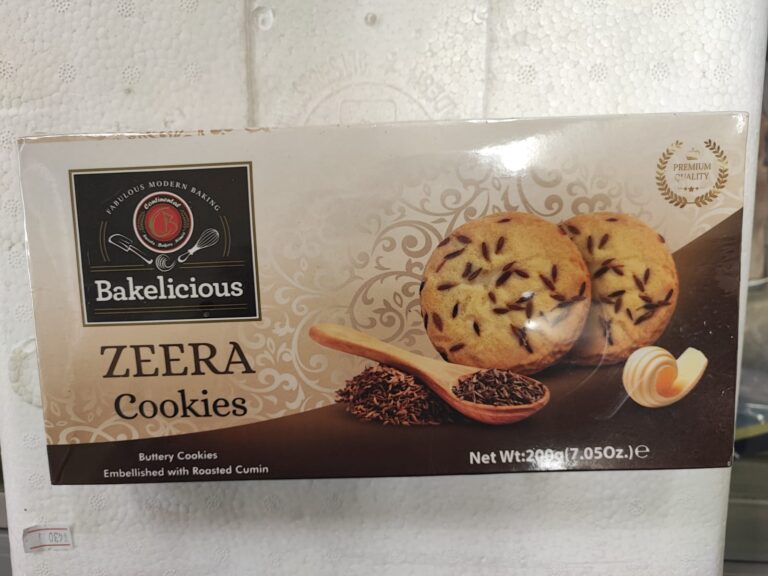 FABULOUS MODERN BAKING
Continental
Bakelicious
ZEERA
Cookies
Buttery Cookies
Embellished with Roasted Cumin
PREMIUM
QUALITY
Net Wt:200g(7.05Oz.)℮